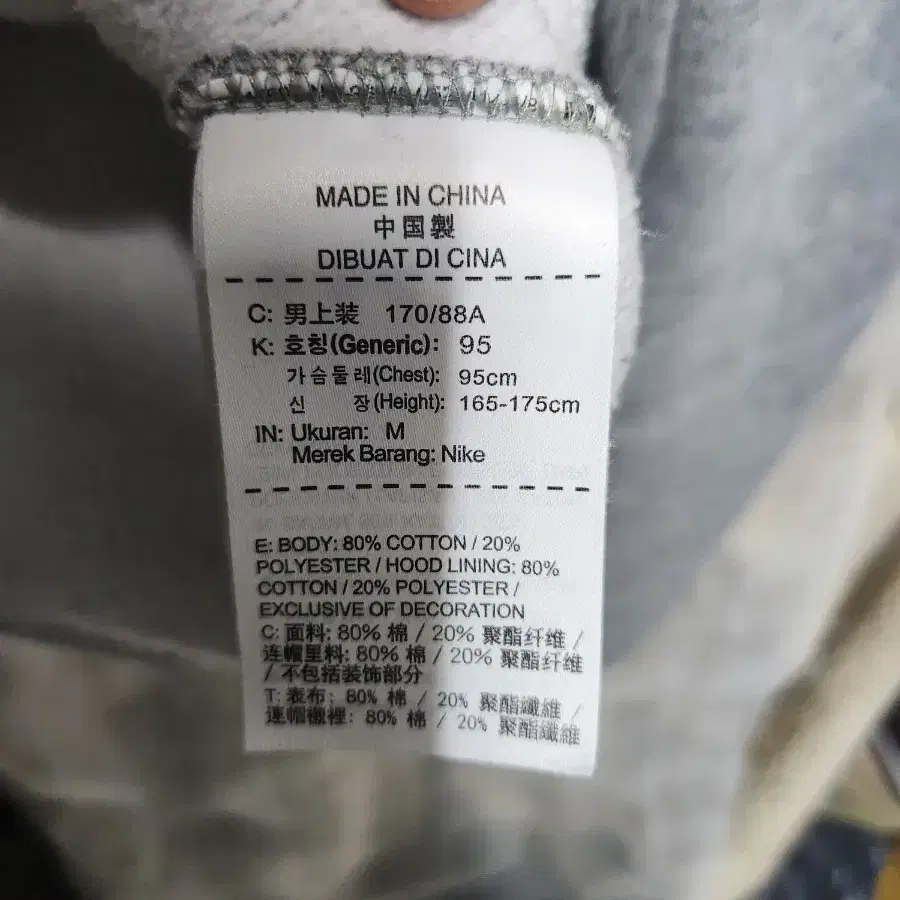 MADE IN CHINA
中国製
DIBUAT DI CINA
C: 男上装 170/88A
K: 호칭(Generic): 95
가슴둘레(Chest): 95cm
신 장(Height): 165-175cm
IN: Ukuran: M
Merek Barang: Nike
E: BODY: 80% COTTON / 20%
POLYESTER / HOOD LINING: 80%
COTTON / 20% POLYESTER /
EXCLUSIVE OF DECORATION
C: 面料: 80% 棉 / 20% 聚酯纤维 /
连帽里料: 80% 棉 / 20% 聚酯纤维
/ 不包括装饰部分
T: 表布: 80% 棉 / 20% 聚酯纖維 /
連帽襯裡: 80% 棉 / 20% 聚酯纖維